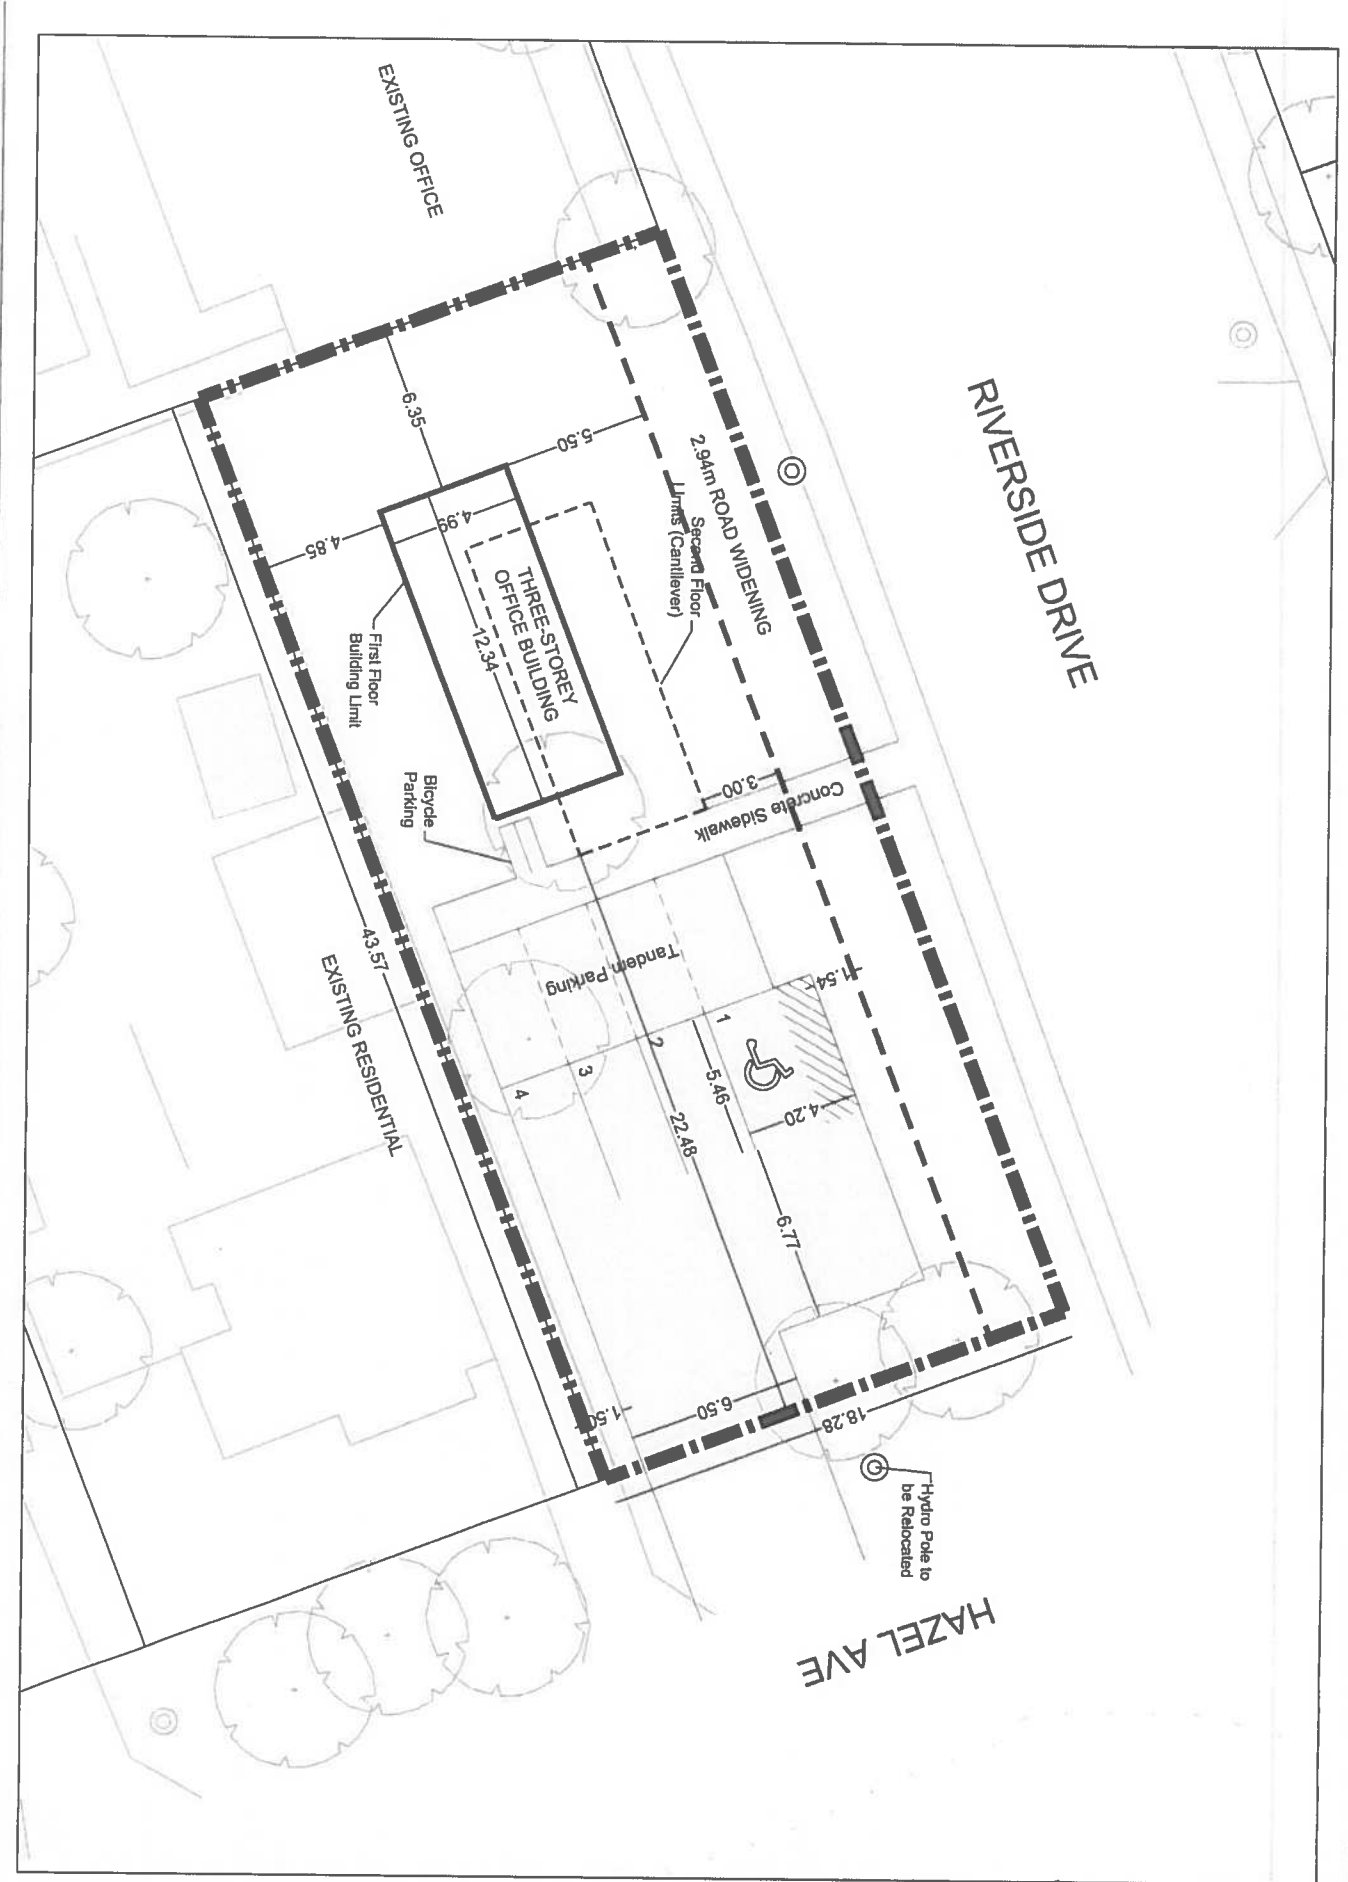 EXISTING OFFICE
RIVERSIDE DRIVE
2.94m ROAD WIDENING
Second Floor
Limits (Cantilever)
6.35
5.50
4.99
4.85
THREE-STOREY
OFFICE BUILDING
12.34
First Floor
Building Limit
3.00
Concrete Sidewalk
Bicycle
Parking
43.57
EXISTING RESIDENTIAL
Tandem Parking
1.54
1
2
3
4
5.46
4.20
22.48
6.77
1.50
6.50
18.28
Hydro Pole to
be Relocated
HAZEL AVE